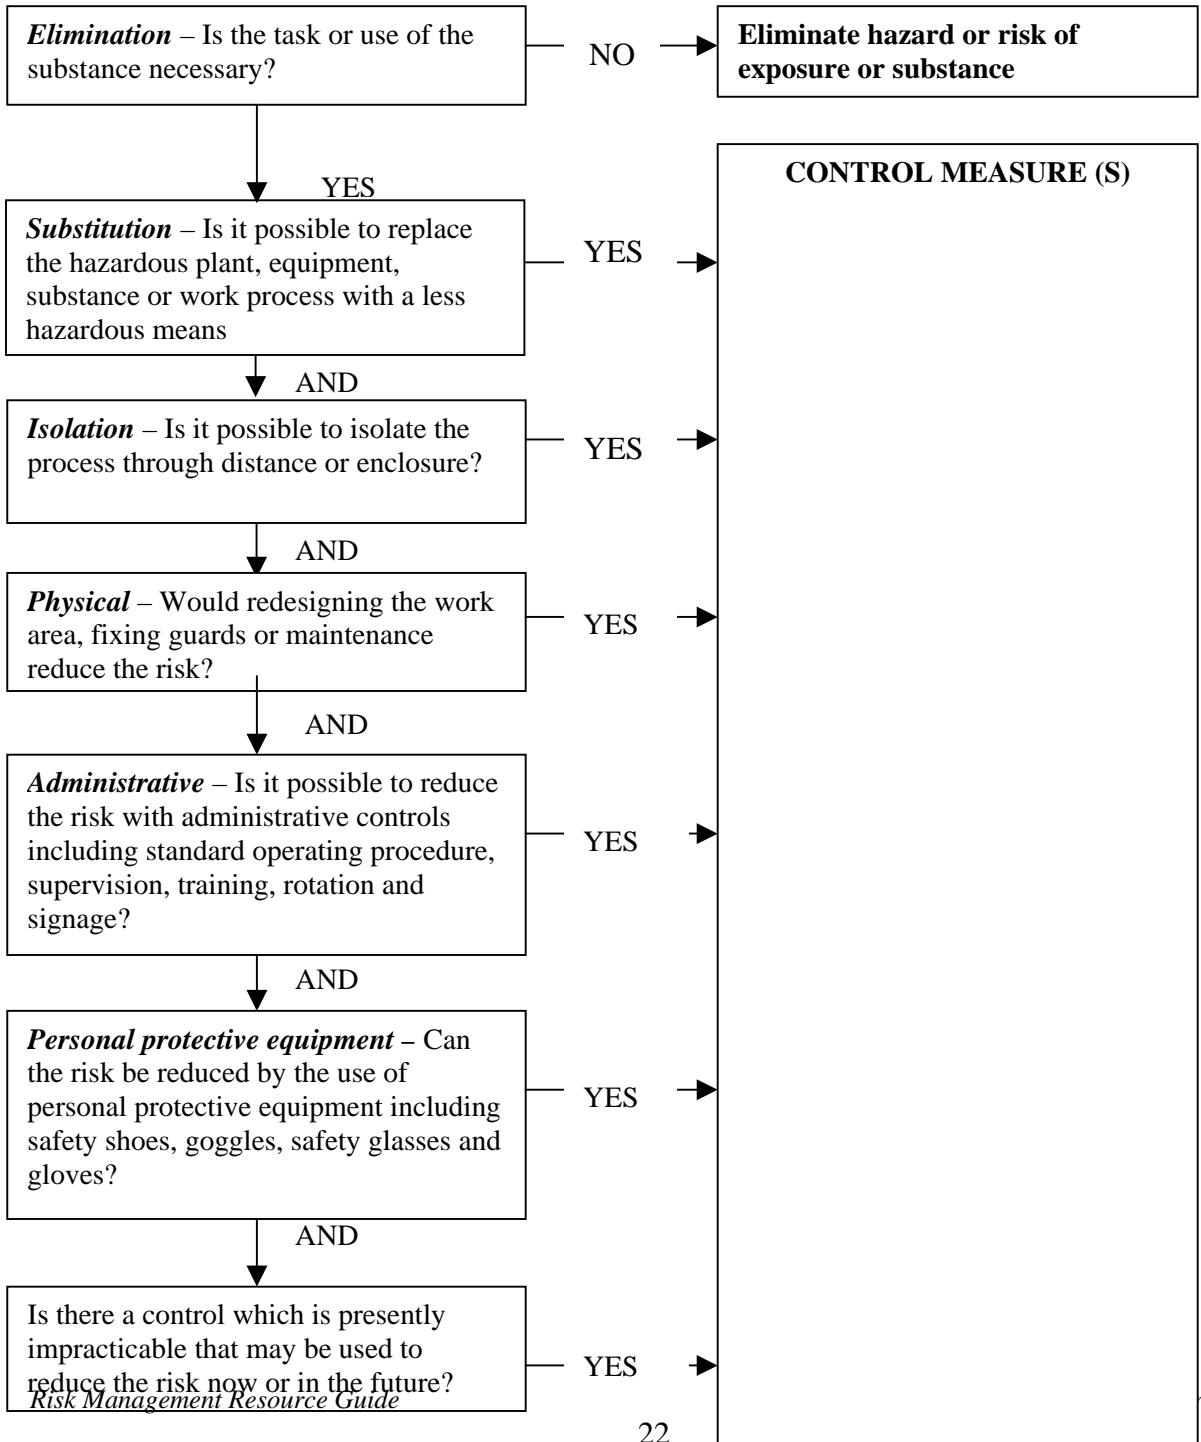 Elimination – Is the task or use of the
substance necessary?
NO
Eliminate hazard or risk of
exposure or substance
YES
CONTROL MEASURE (S)
Substitution – Is it possible to replace
the hazardous plant, equipment,
substance or work process with a less
hazardous means
YES
AND
Isolation – Is it possible to isolate the
process through distance or enclosure?
YES
AND
Physical – Would redesigning the work
area, fixing guards or maintenance
reduce the risk?
YES
AND
Administrative – Is it possible to reduce
the risk with administrative controls
including standard operating procedure,
supervision, training, rotation and
signage?
YES
AND
Personal protective equipment – Can
the risk be reduced by the use of
personal protective equipment including
safety shoes, goggles, safety glasses and
gloves?
YES
AND
Is there a control which is presently
impracticable that may be used to
reduce the risk now or in the future?
YES
Risk Management Resource Guide
22